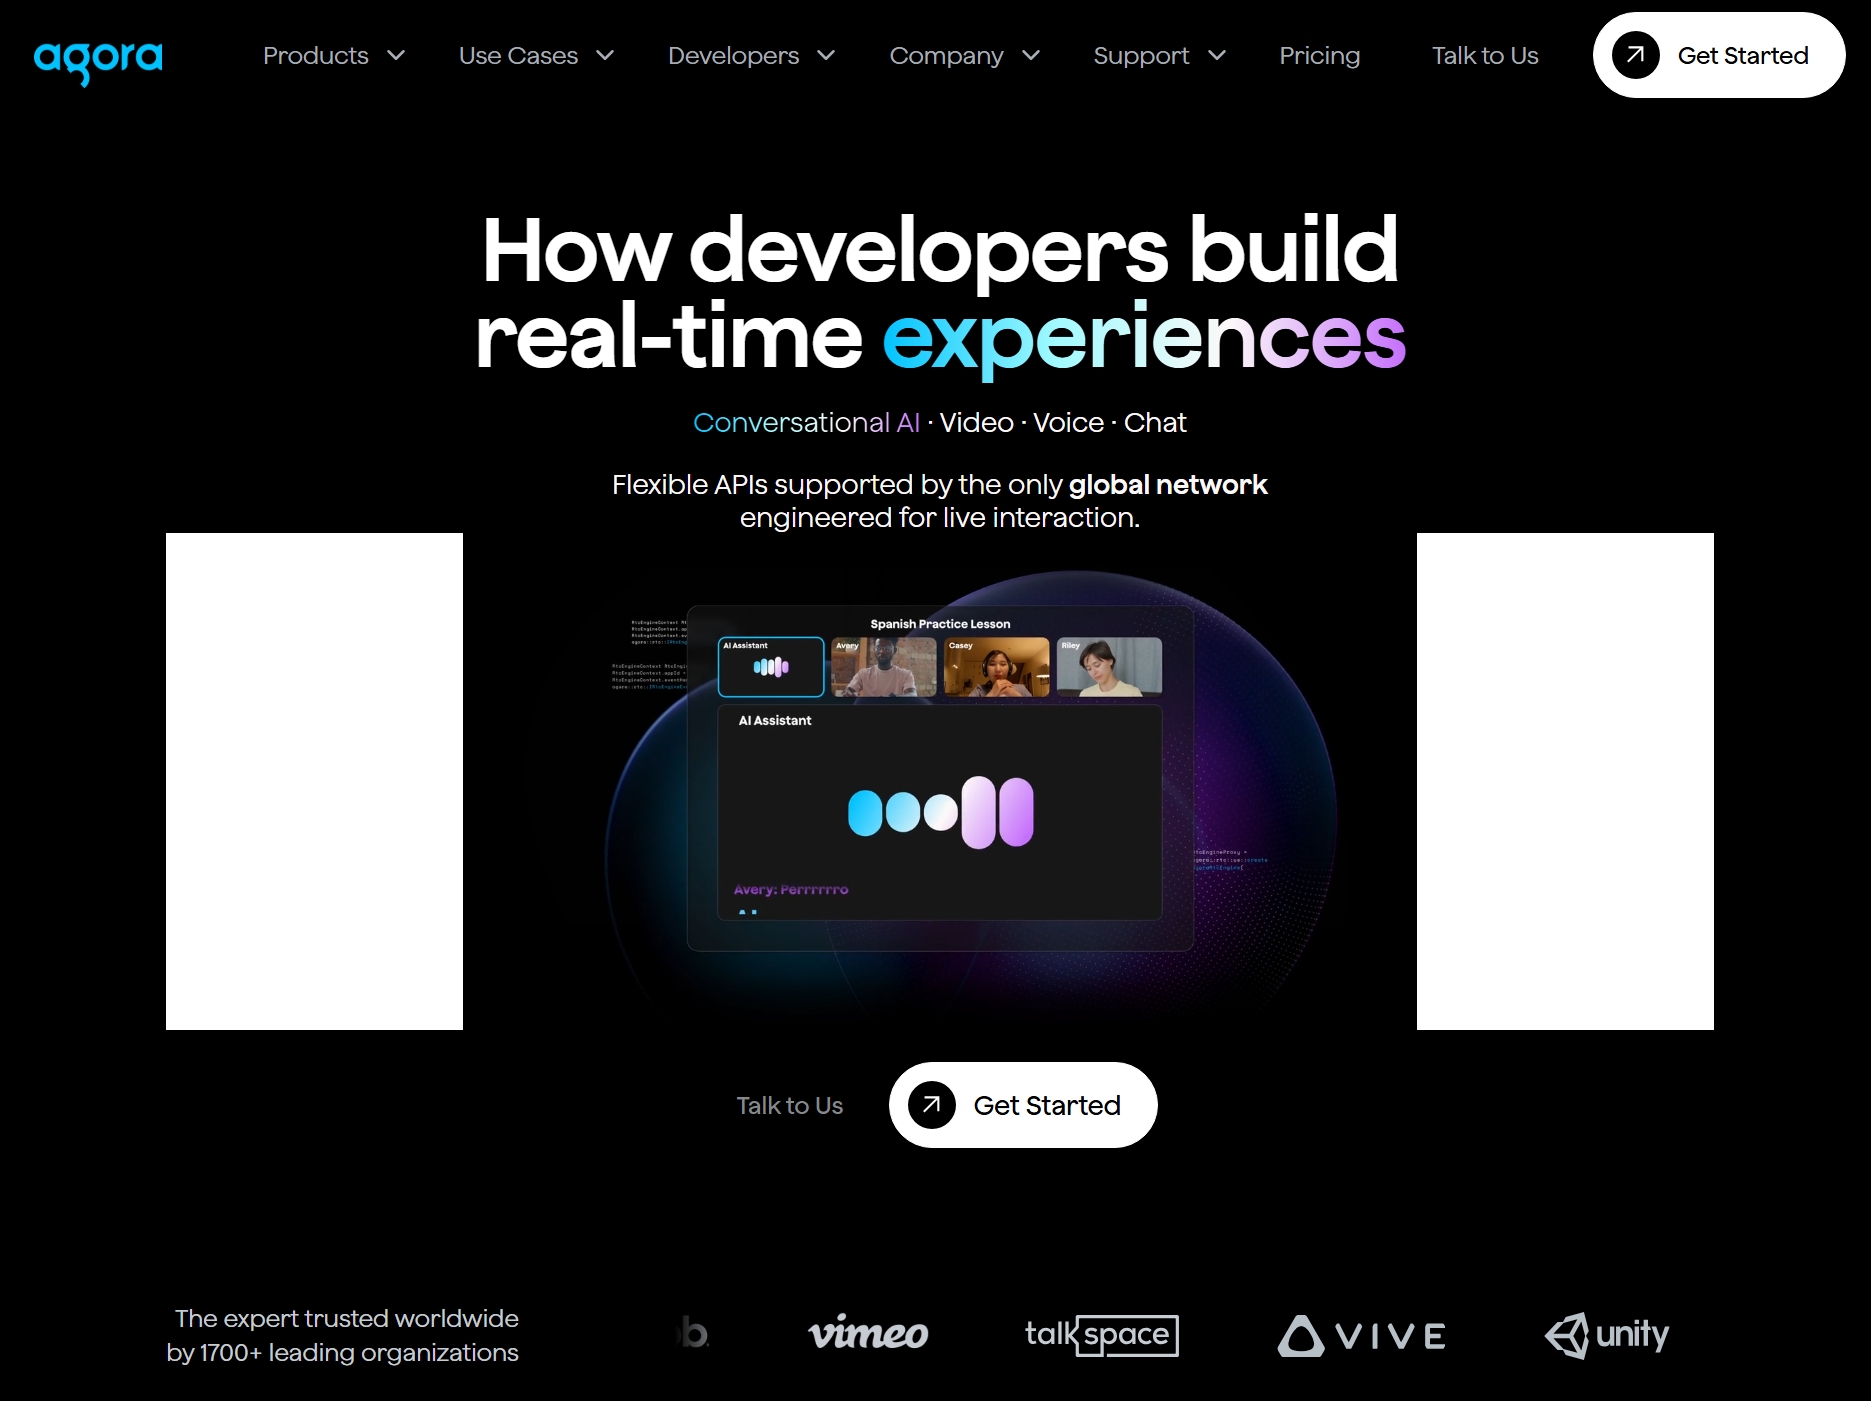 agora
Products
Use Cases
Developers
Company
Support
Pricing
Talk to Us
Get Started
How developers build
real-time experiences
Conversational AI · Video · Voice · Chat
Flexible APIs supported by the only global network
engineered for live interaction.
Spanish Practice Lesson
AI Assistant
Avery
Casey
Riley
AI Assistant
Avery: Perrrrrro
Talk to Us
Get Started
The expert trusted worldwide
by 1700+ leading organizations
vimeo
talkspace
VIVE
unity